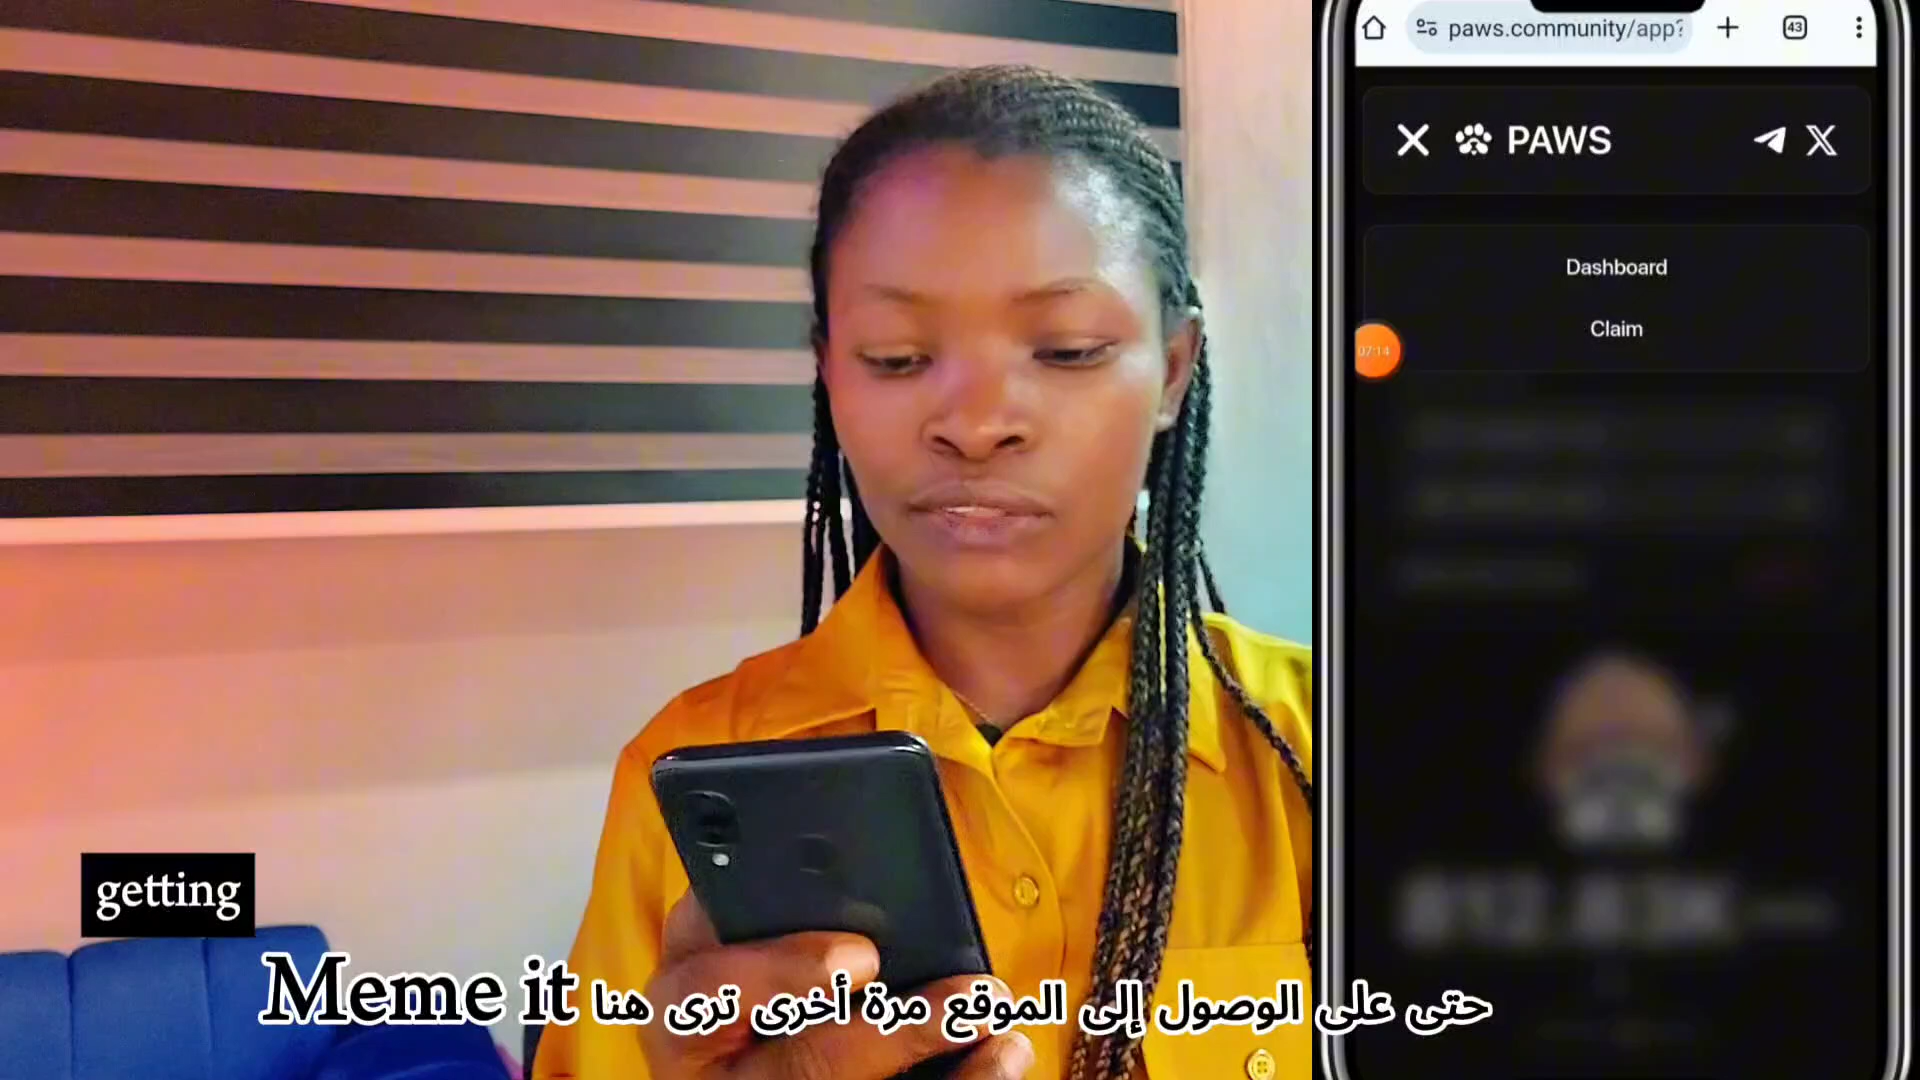 paws.community/app?
43
PAWS
Dashboard
Claim
07:14
getting
حتى على الوصول إلى الموقع مرة أخرى ترى هنا Meme it